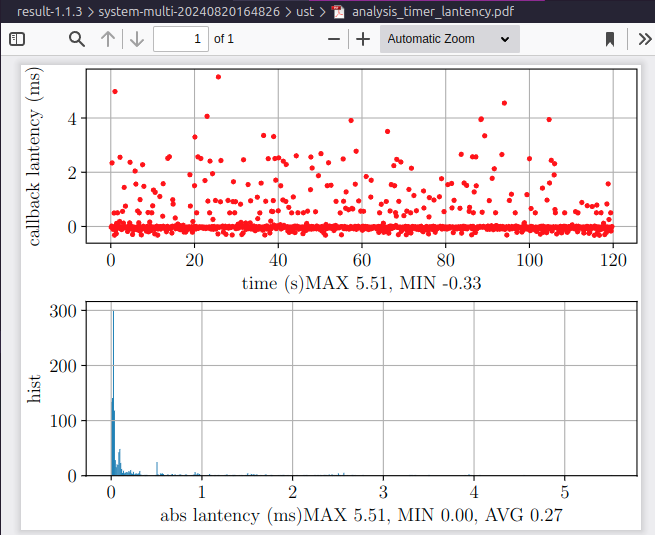 result-1.1.3 > system-multi-20240820164826 > ust > analysis_timer_lantency.pdf
1 of 1 Automatic Zoom
callback lantency (ms)
4
2
0
0 20 40 60 80 100 120
time (s)MAX 5.51, MIN -0.33
hist
300
200
100
0
0 1 2 3 4 5
abs lantency (ms)MAX 5.51, MIN 0.00, AVG 0.27